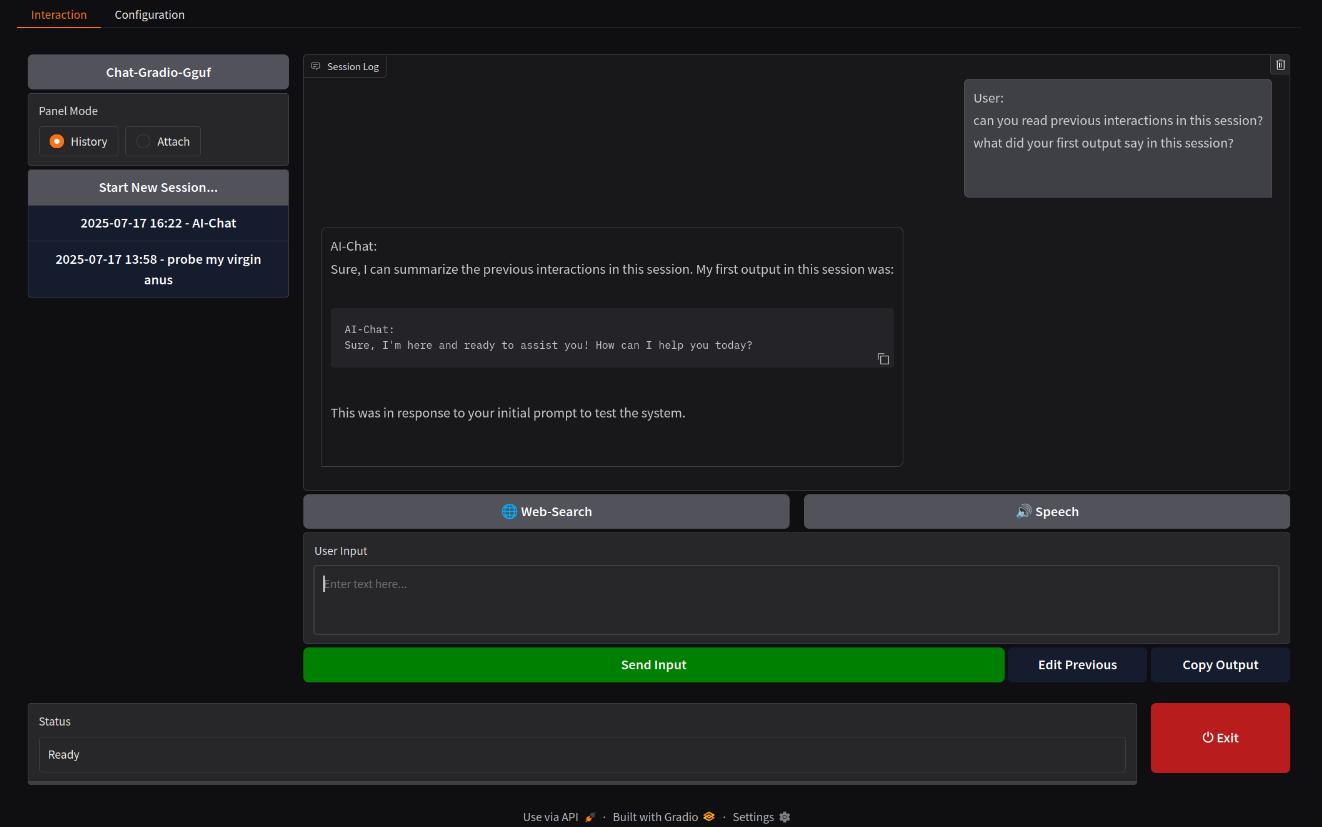 Interaction
Configuration
Chat-Gradio-Gguf
Panel Mode
History
Attach
Start New Session...
2025-07-17 16:22 - AI-Chat
2025-07-17 13:58 - probe my virgin
anus
Session Log
User:
can you read previous interactions in this session?
what did your first output say in this session?
AI-Chat:
Sure, I can summarize the previous interactions in this session. My first output in this session was:
AI-Chat:
Sure, I'm here and ready to assist you! How can I help you today?
This was in response to your initial prompt to test the system.
Web-Search
Speech
User Input
Enter text here...
Send Input
Edit Previous
Copy Output
Status
Ready
Exit
Use via API · Built with Gradio · Settings